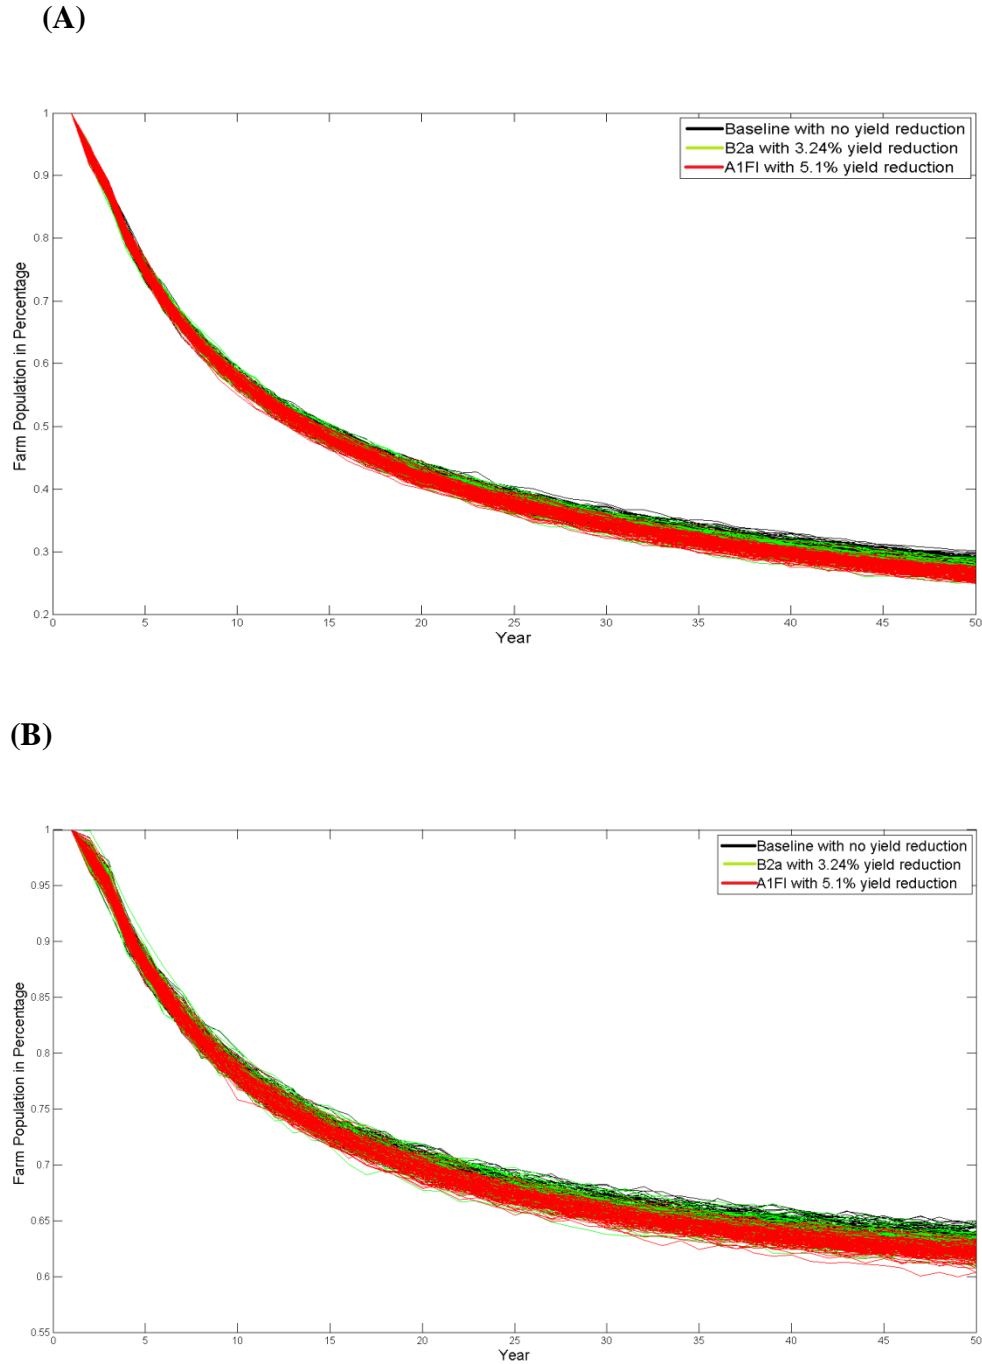 (A)
1
0.9
0.8
0.7
0.6
0.5
0.4
0.3
0.2
Farm Population in Percentage
Baseline with no yield reduction
B2a with 3.24% yield reduction
A1FI with 5.1% yield reduction
0 5 10 15 20 25 30 35 40 45 50
Year
(B)
1
0.95
0.9
0.85
0.8
0.75
0.7
0.65
0.6
0.55
Farm Population in Percentage
Baseline with no yield reduction
B2a with 3.24% yield reduction
A1FI with 5.1% yield reduction
0 5 10 15 20 25 30 35 40 45 50
Year